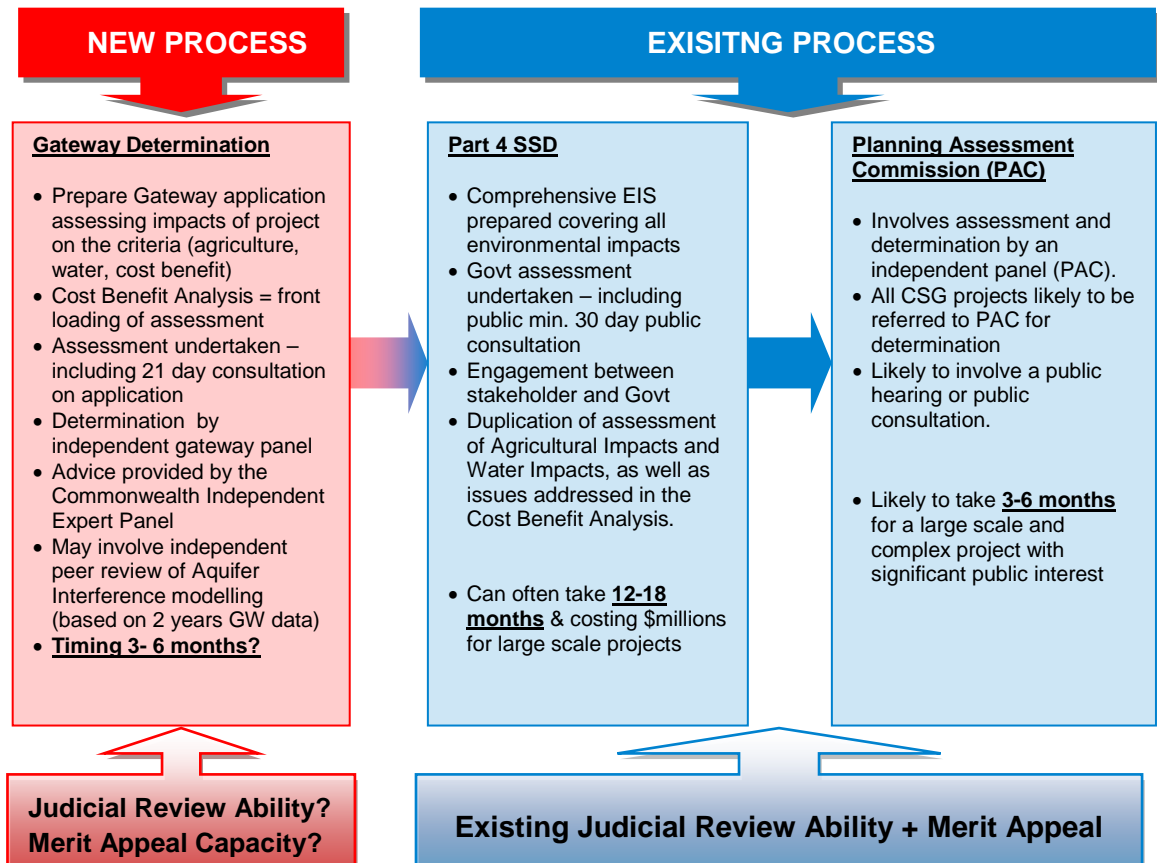 NEW PROCESS
EXISITNG PROCESS
Gateway Determination
• Prepare Gateway application
assessing impacts of project
on the criteria (agriculture,
water, cost benefit)
• Cost Benefit Analysis = front
loading of assessment
• Assessment undertaken –
including 21 day consultation
on application
• Determination by
independent gateway panel
• Advice provided by the
Commonwealth Independent
Expert Panel
• May involve independent
peer review of Aquifer
Interference modelling
(based on 2 years GW data)
• Timing 3- 6 months?
Part 4 SSD
• Comprehensive EIS
prepared covering all
environmental impacts
• Govt assessment
undertaken – including
public min. 30 day public
consultation
• Engagement between
stakeholder and Govt
• Duplication of assessment
of Agricultural Impacts and
Water Impacts, as well as
issues addressed in the
Cost Benefit Analysis.
• Can often take 12-18
months & costing $millions
for large scale projects
Planning Assessment
Commission (PAC)
• Involves assessment and
determination by an
independent panel (PAC).
• All CSG projects likely to be
referred to PAC for
determination
• Likely to involve a public
hearing or public
consultation.
• Likely to take 3-6 months
for a large scale and
complex project with
significant public interest
Judicial Review Ability?
Merit Appeal Capacity?
Existing Judicial Review Ability + Merit Appeal